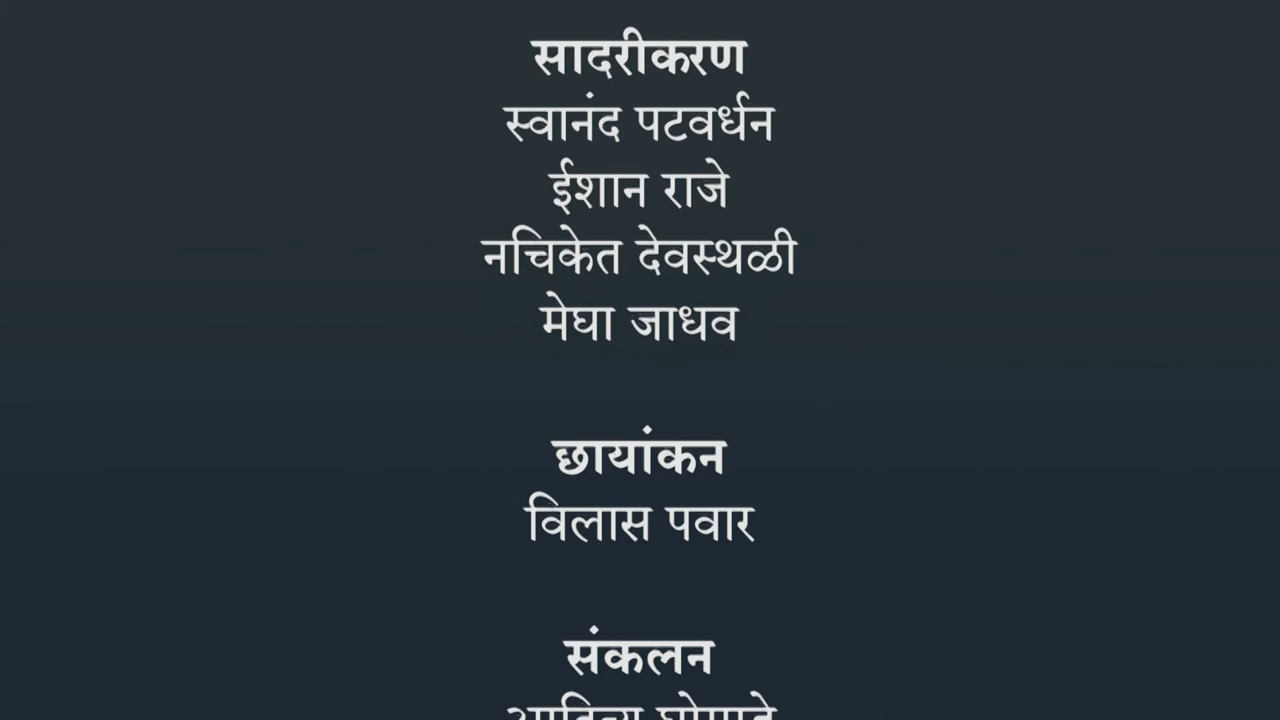 सादरीकरण
स्वानंद पटवर्धन
ईशान राजे
नचिकेत देवस्थळी
मेघा जाधव
छायांकन
विलास पवार
संकलन